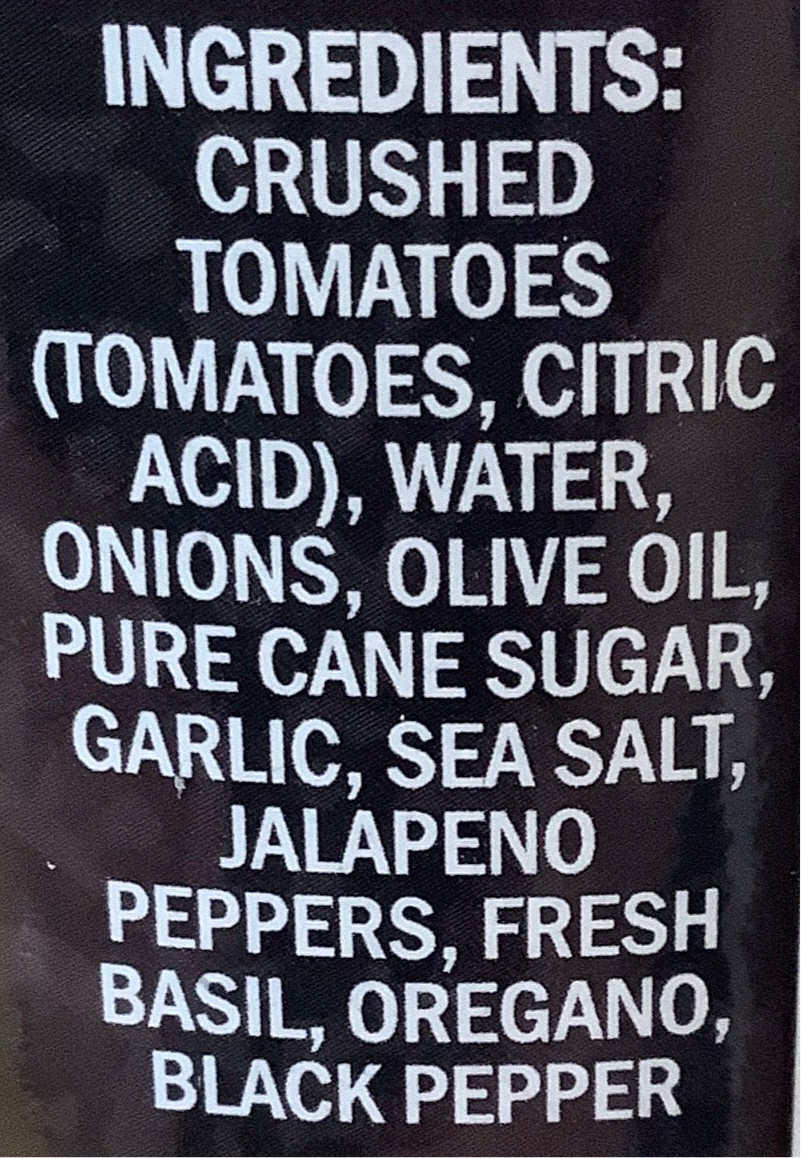 INGREDIENTS:
CRUSHED
TOMATOES
(TOMATOES, CITRIC
ACID), WATER,
ONIONS, OLIVE OIL,
PURE CANE SUGAR,
GARLIC, SEA SALT,
JALAPENO
PEPPERS, FRESH
BASIL, OREGANO,
BLACK PEPPER